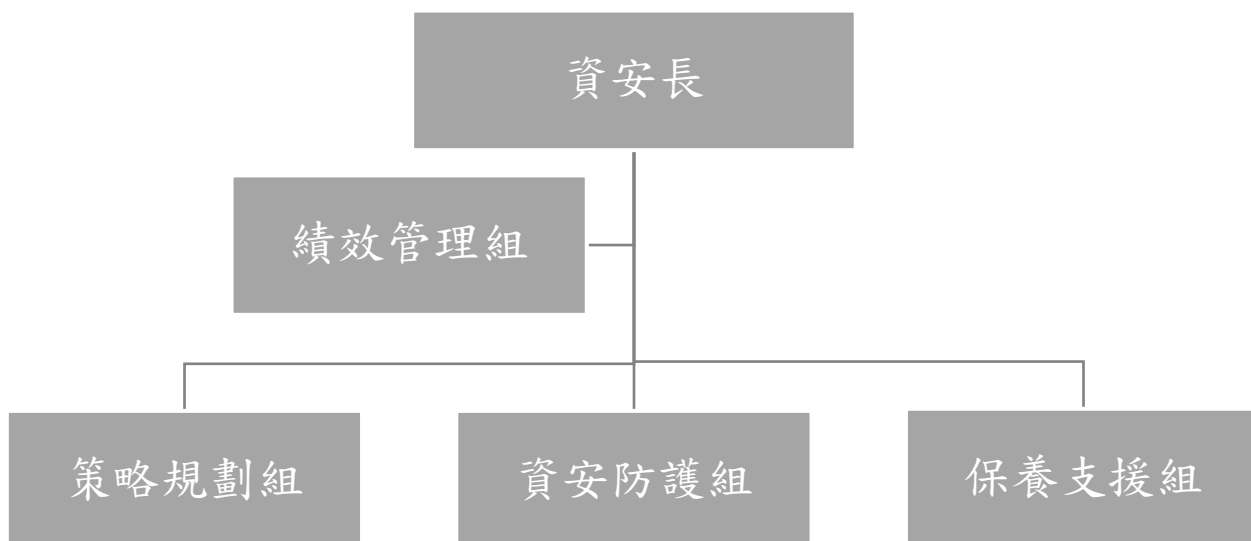 資安長
績效管理組
策略規劃組
資安防護組
保養支援組